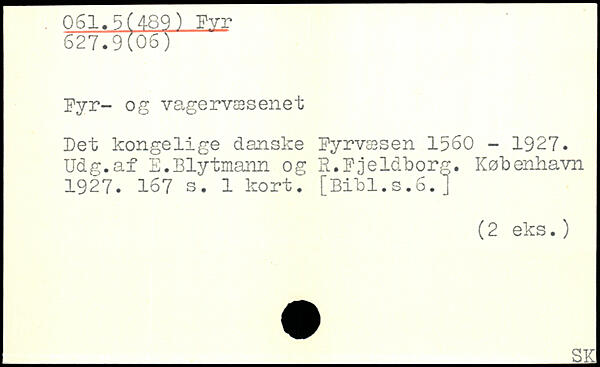 061.5(489) Fyr
627.9(06)
Fyr- og vagervæsenet
Det kongelige danske Fyrvæsen 1560 - 1927.
Udg.af E.Blytmann og R.Fjeldborg. København
1927. 167 s. 1 kort. [Bibl.s.6.]
(2 eks.)
SK